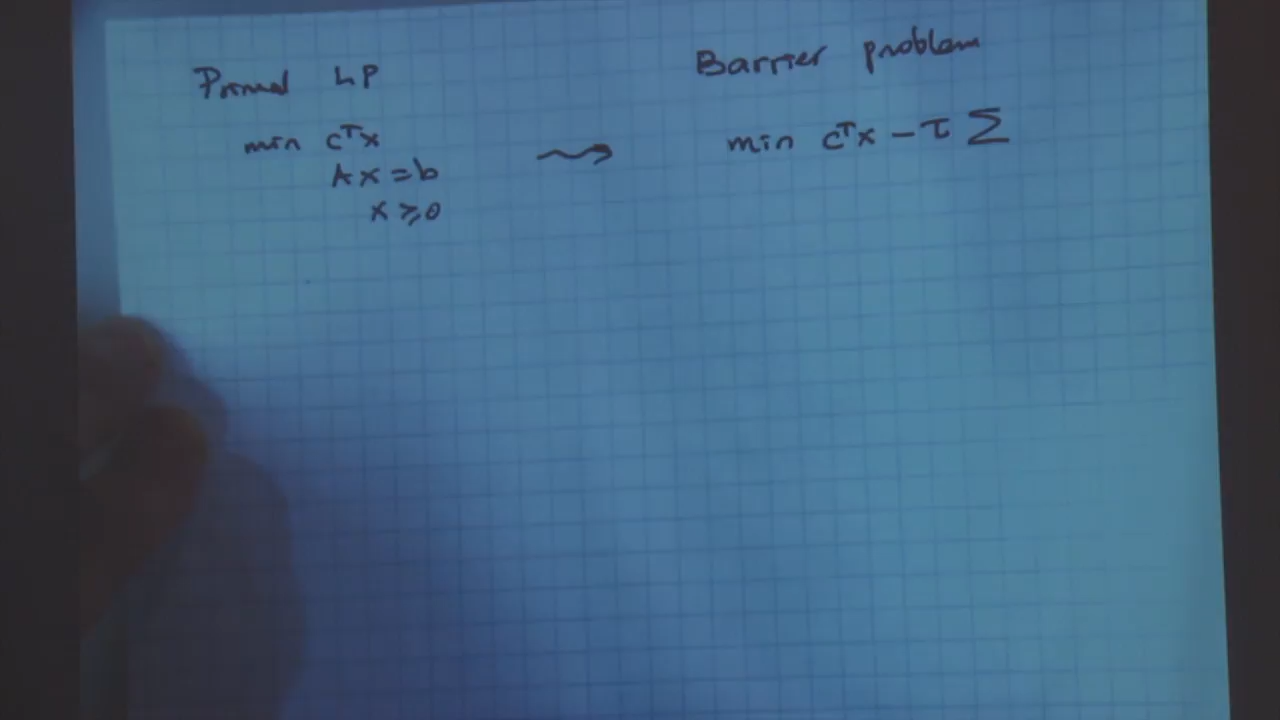 Primal LP
min cᵀx
Ax = b
x ⩾ 0
Barrier problem
min cᵀx − τ Σ